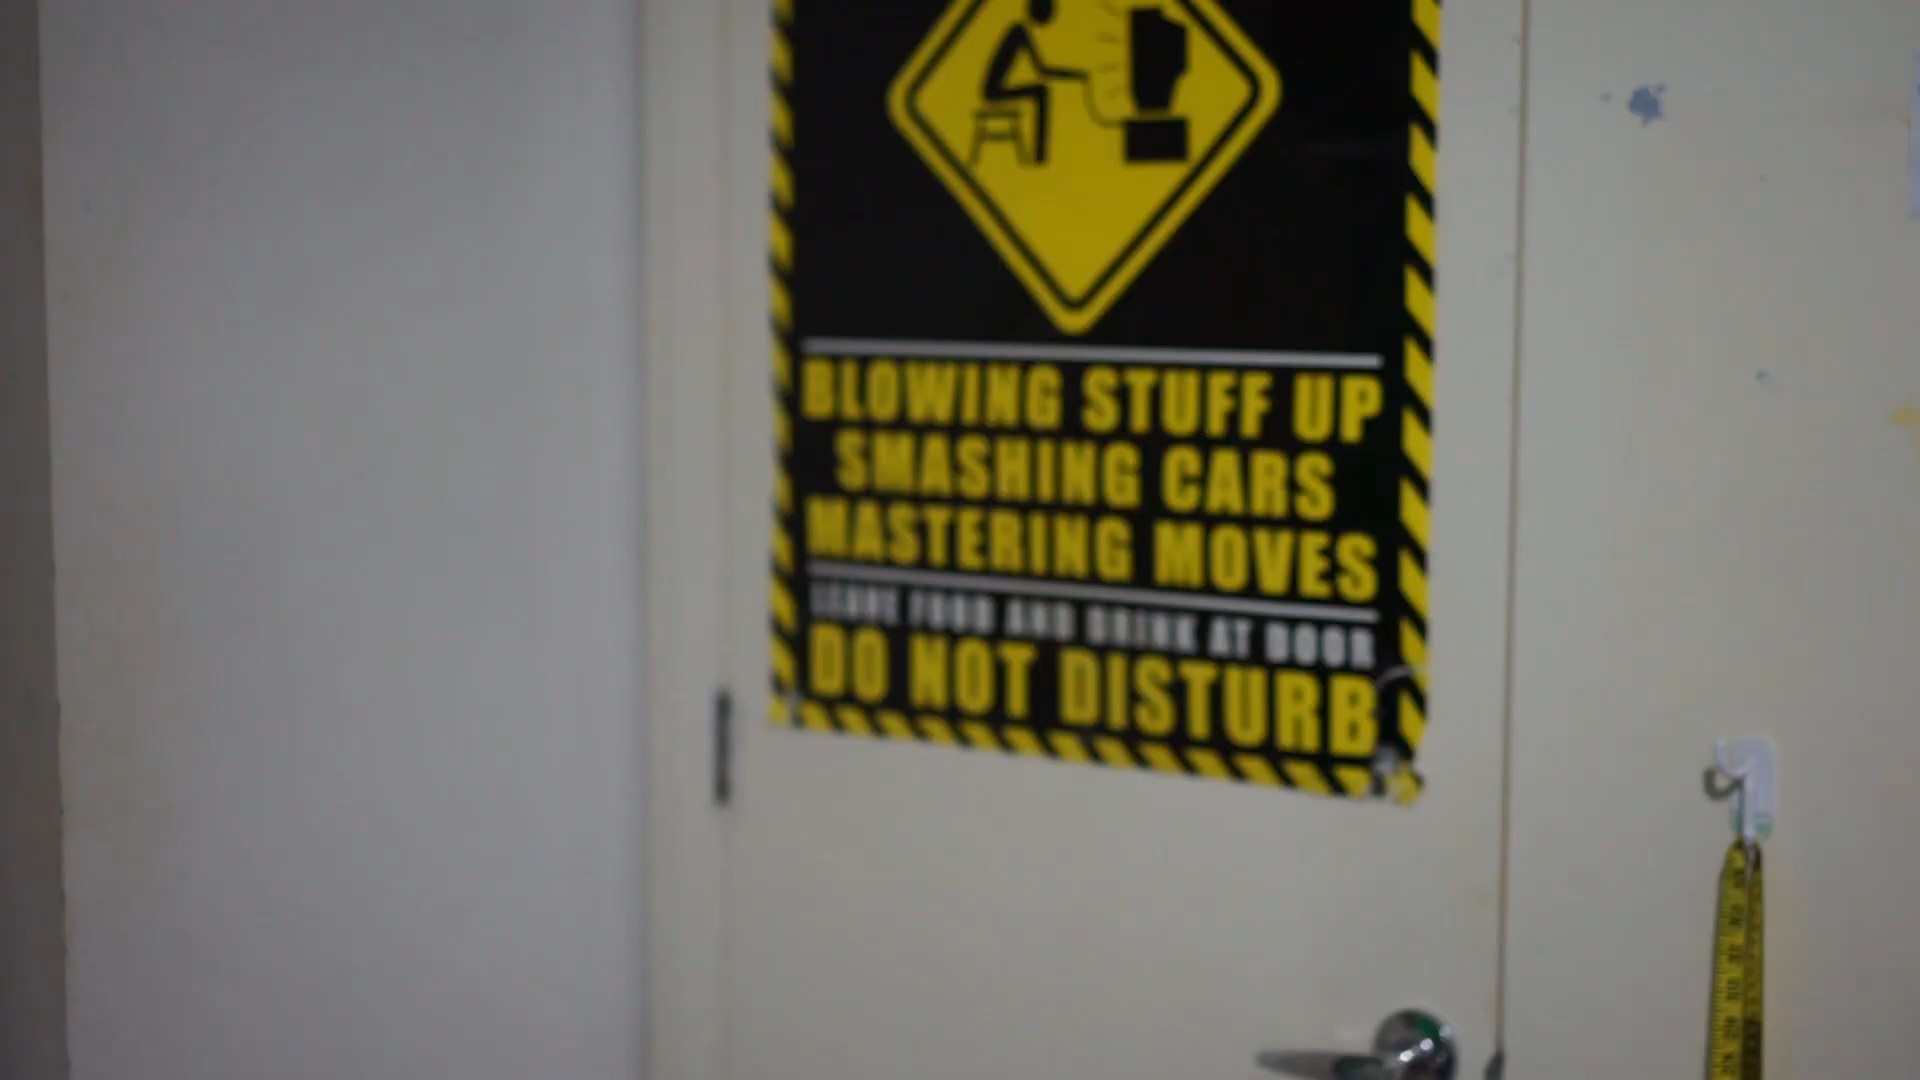 BLOWING STUFF UP
SMASHING CARS
MASTERING MOVES
LEAVE FOOD AND DRINK AT DOOR
DO NOT DISTURB